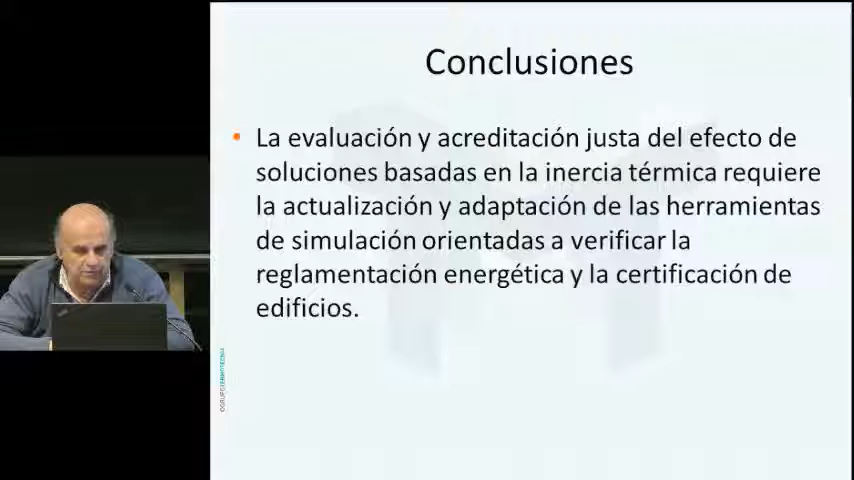 Conclusiones
• La evaluación y acreditación justa del efecto de
soluciones basadas en la inercia térmica requiere
la actualización y adaptación de las herramientas
de simulación orientadas a verificar la
reglamentación energética y la certificación de
edificios.